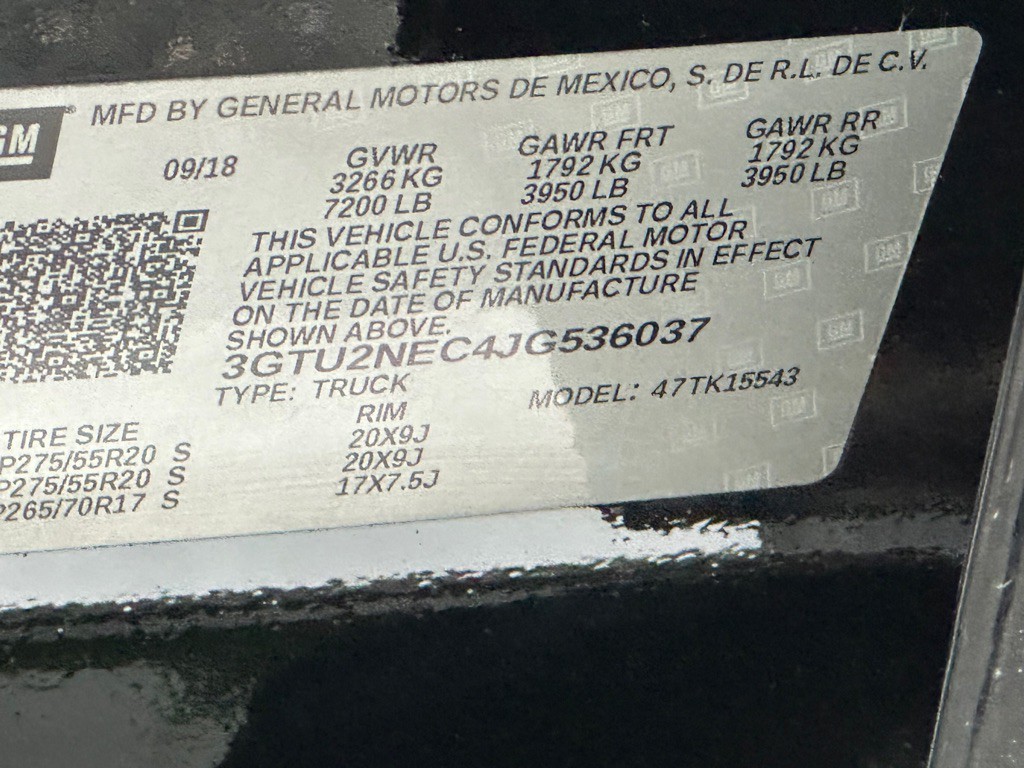 GM
MFD BY GENERAL MOTORS DE MEXICO, S. DE R.L. DE C.V.
09/18 GVWR GAWR FRT GAWR RR
3266 KG 1792 KG 1792 KG
7200 LB 3950 LB 3950 LB
THIS VEHICLE CONFORMS TO ALL
APPLICABLE U.S. FEDERAL MOTOR
VEHICLE SAFETY STANDARDS IN EFFECT
ON THE DATE OF MANUFACTURE
SHOWN ABOVE.
3GTU2NEC4JG536037
TYPE: TRUCK MODEL: 47TK15543
TIRE SIZE RIM
P275/55R20 S 20X9J
P275/55R20 S 20X9J
P265/70R17 S 17X7.5J